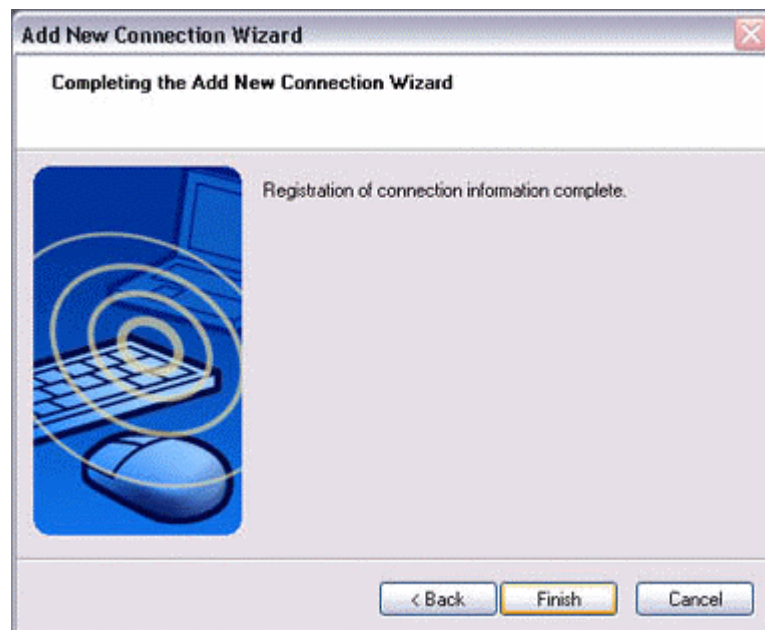 Add New Connection Wizard
Completing the Add New Connection Wizard
Registration of connection information complete.
< Back
Finish
Cancel